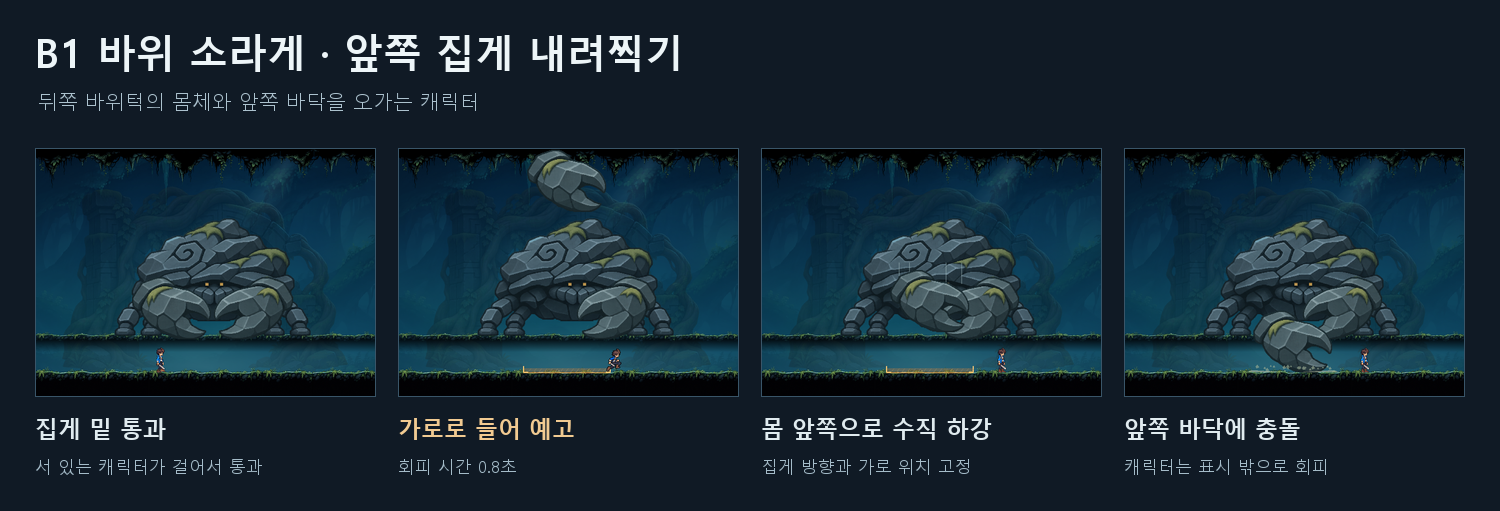 B1 바위 소라게 · 앞쪽 집게 내려찍기
뒤쪽 바위턱의 몸체와 앞쪽 바닥을 오가는 캐릭터
집게 밑 통과
서 있는 캐릭터가 걸어서 통과
가로로 들어 예고
회피 시간 0.8초
몸 앞쪽으로 수직 하강
집게 방향과 가로 위치 고정
앞쪽 바닥에 충돌
캐릭터는 표시 밖으로 회피